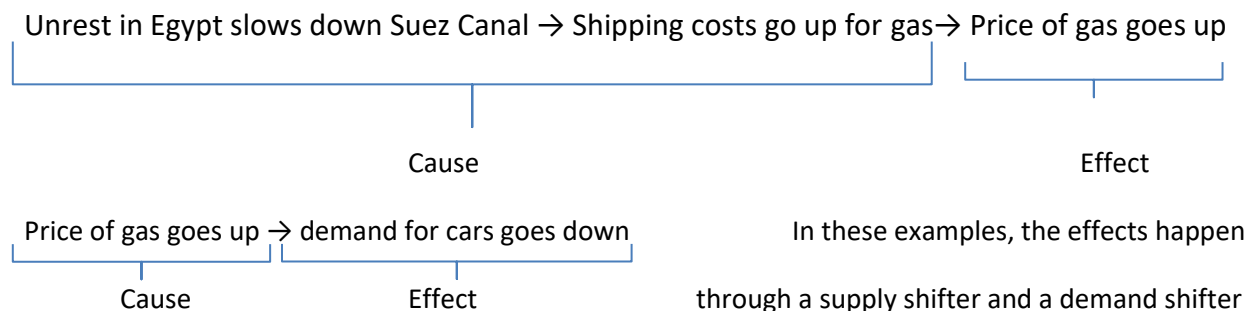 Unrest in Egypt slows down Suez Canal → Shipping costs go up for gas→ Price of gas goes up
Cause Effect
Price of gas goes up → demand for cars goes down In these examples, the effects happen
Cause Effect through a supply shifter and a demand shifter